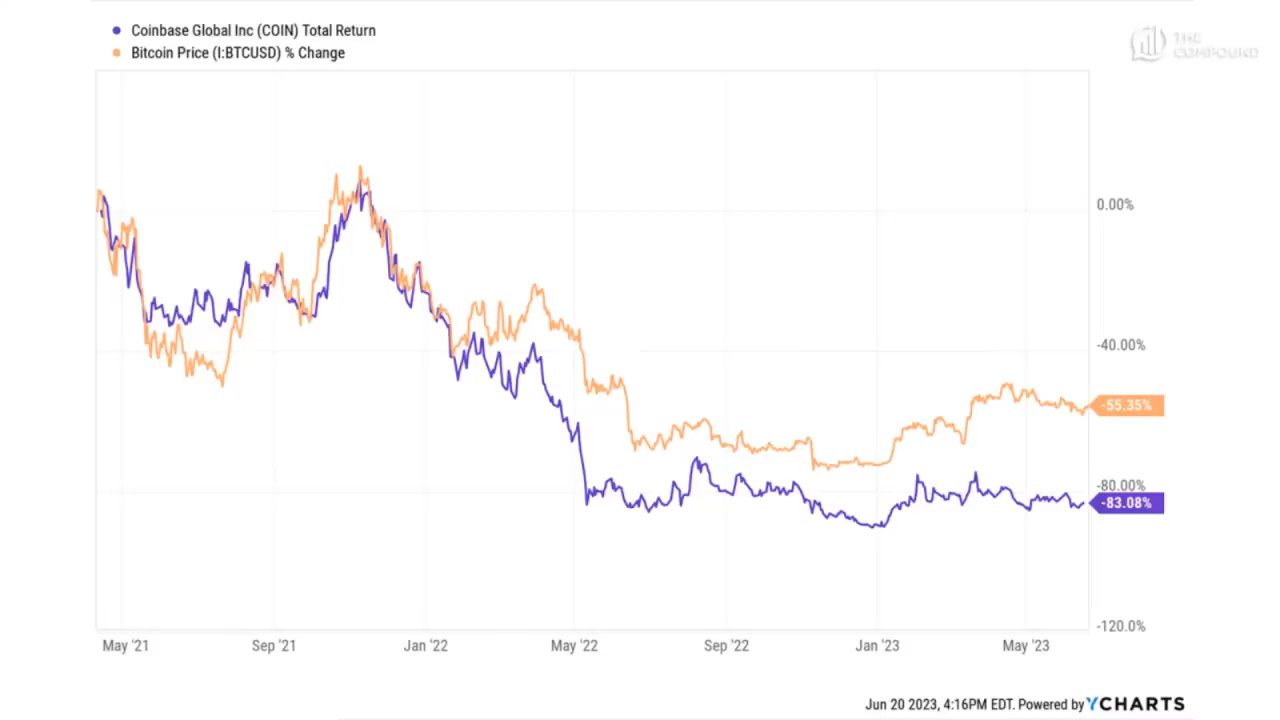 Coinbase Global Inc (COIN) Total Return
Bitcoin Price (I:BTCUSD) % Change
THE
COMPOUND
0.00%
-40.00%
-55.35%
-80.00%
-83.08%
-120.0%
May '21
Sep '21
Jan '22
May '22
Sep '22
Jan '23
May '23
Jun 20 2023, 4:16PM EDT. Powered by YCHARTS